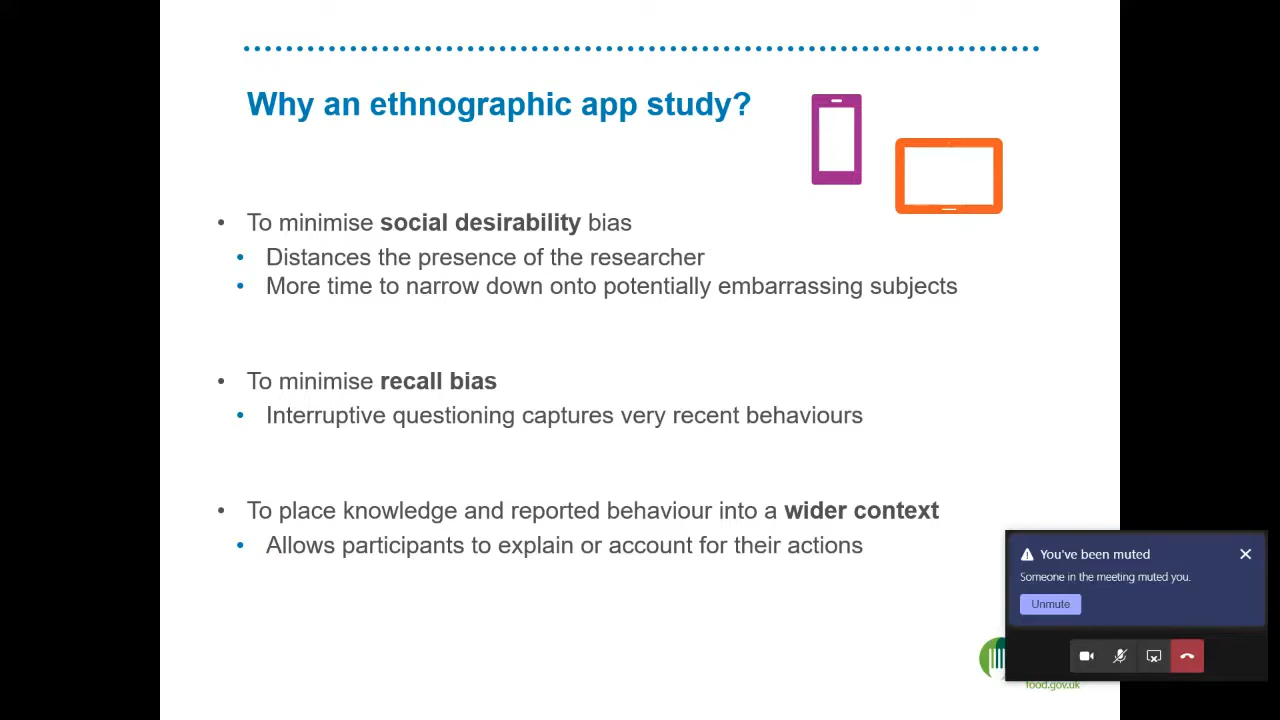 Why an ethnographic app study?
• To minimise social desirability bias
• Distances the presence of the researcher
• More time to narrow down onto potentially embarrassing subjects
• To minimise recall bias
• Interruptive questioning captures very recent behaviours
• To place knowledge and reported behaviour into a wider context
• Allows participants to explain or account for their actions
You've been muted
Someone in the meeting muted you.
Unmute
food.gov.uk